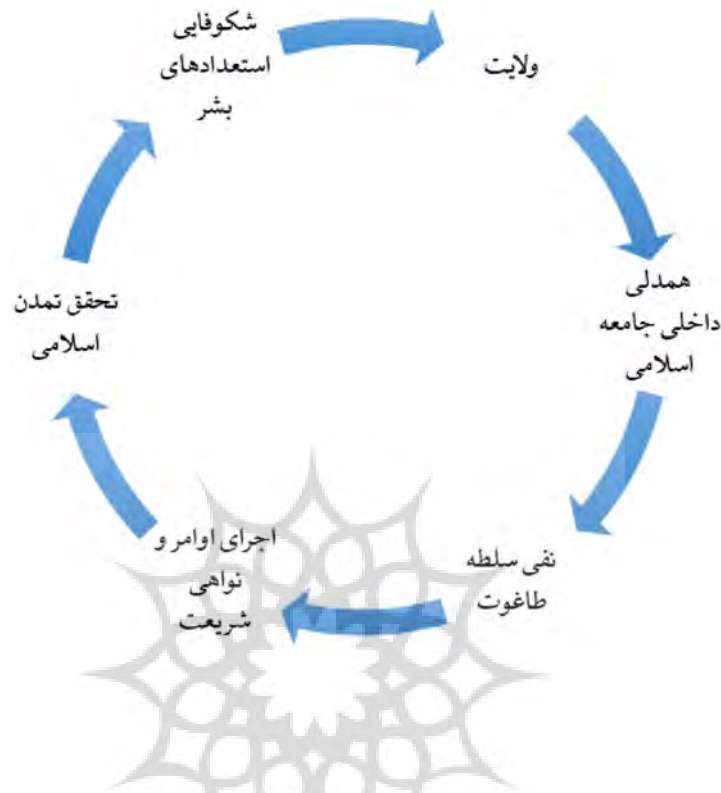 ولایت
همدلی
داخلی جامعه
اسلامی
نفی سلطه
طاغوت
اجرای اوامر و
نواهی
شریعت
تحقق تمدن
اسلامی
شکوفایی
استعدادهای
بشر